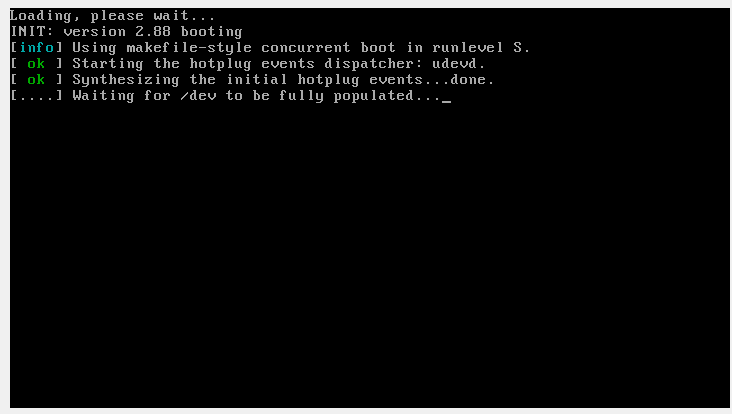 Loading, please wait...
INIT: version 2.88 booting
[info] Using makefile-style concurrent boot in runlevel S.
[ ok ] Starting the hotplug events dispatcher: udevd.
[ ok ] Synthesizing the initial hotplug events...done.
[....] Waiting for /dev to be fully populated..._